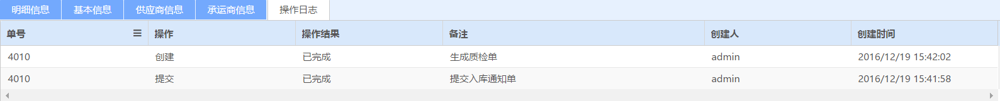 明细信息 基本信息 供应商信息 承运商信息 操作日志
单号 操作 操作结果 备注 创建人 创建时间
4010 创建 已完成 生成质检单 admin 2016/12/19 15:42:02
4010 提交 已完成 提交入库通知单 admin 2016/12/19 15:41:58